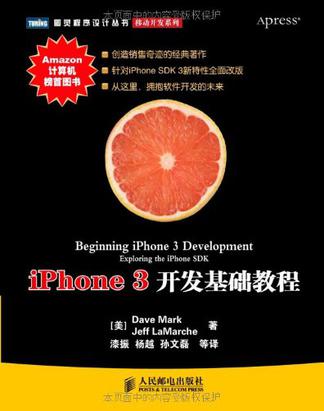 TURING 图灵程序设计丛书 移动开发系列
Apress®
页面中的内容受版权保护
Amazon
计算机
榜首图书
创造销售奇迹的经典著作
针对iPhone SDK 3新特性全面改版
从这里，拥抱软件开发的未来
Beginning iPhone 3 Development
Exploring the iPhone SDK
iPhone 3 开发基础教程
[美] Dave Mark
Jeff LaMarche 著
漆振 杨越 孙文磊 等译
人民邮电出版社
POSTS & TELECOM PRESS
页面中的内容受版权保护